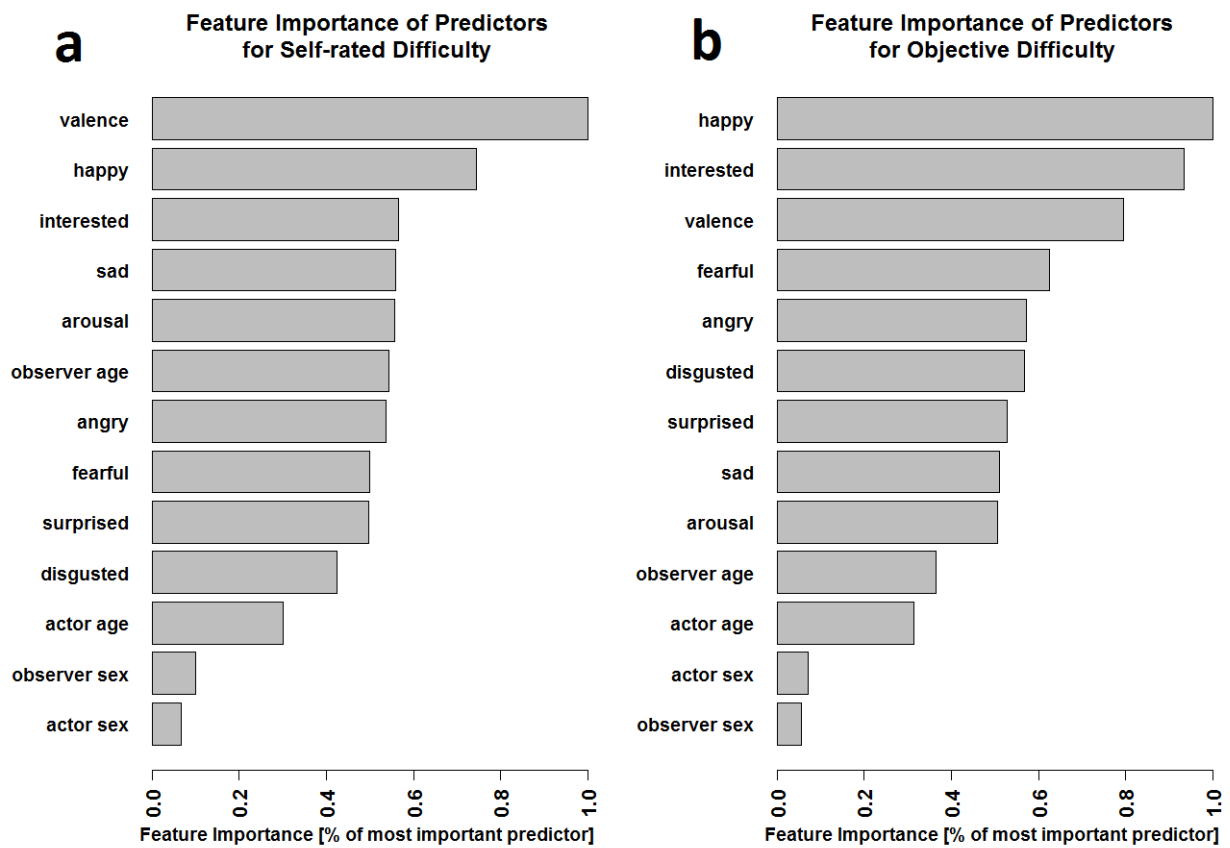 a
Feature Importance of Predictors
for Self-rated Difficulty
valence
happy
interested
sad
arousal
observer age
angry
fearful
surprised
disgusted
actor age
observer sex
actor sex
0.0
0.2
0.4
0.6
0.8
1.0
Feature Importance [% of most important predictor]
b
Feature Importance of Predictors
for Objective Difficulty
happy
interested
valence
fearful
angry
disgusted
surprised
sad
arousal
observer age
actor age
actor sex
observer sex
0.0
0.2
0.4
0.6
0.8
1.0
Feature Importance [% of most important predictor]